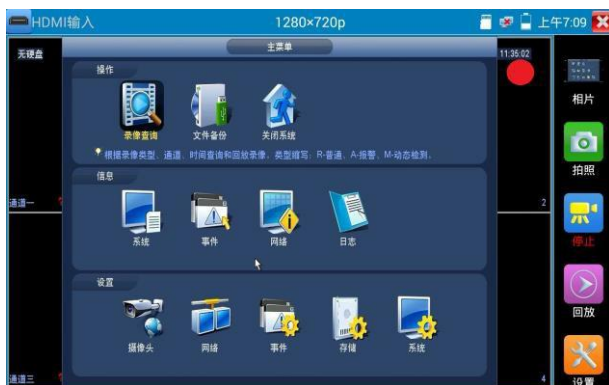 HDMI输入 1280×720p 上午7:09
主菜单
无硬盘 11:35:02
操作
录像查询 文件备份 关闭系统
根据录像类型、通道、时间查询和回放录像。类型缩写：R-普通、A-报警、M-动态检测。
信息
系统 事件 网络 日志
通道一 2
设置
摄像头 网络 事件 存储 系统
通道三 4
相片
拍照
停止
回放
设置